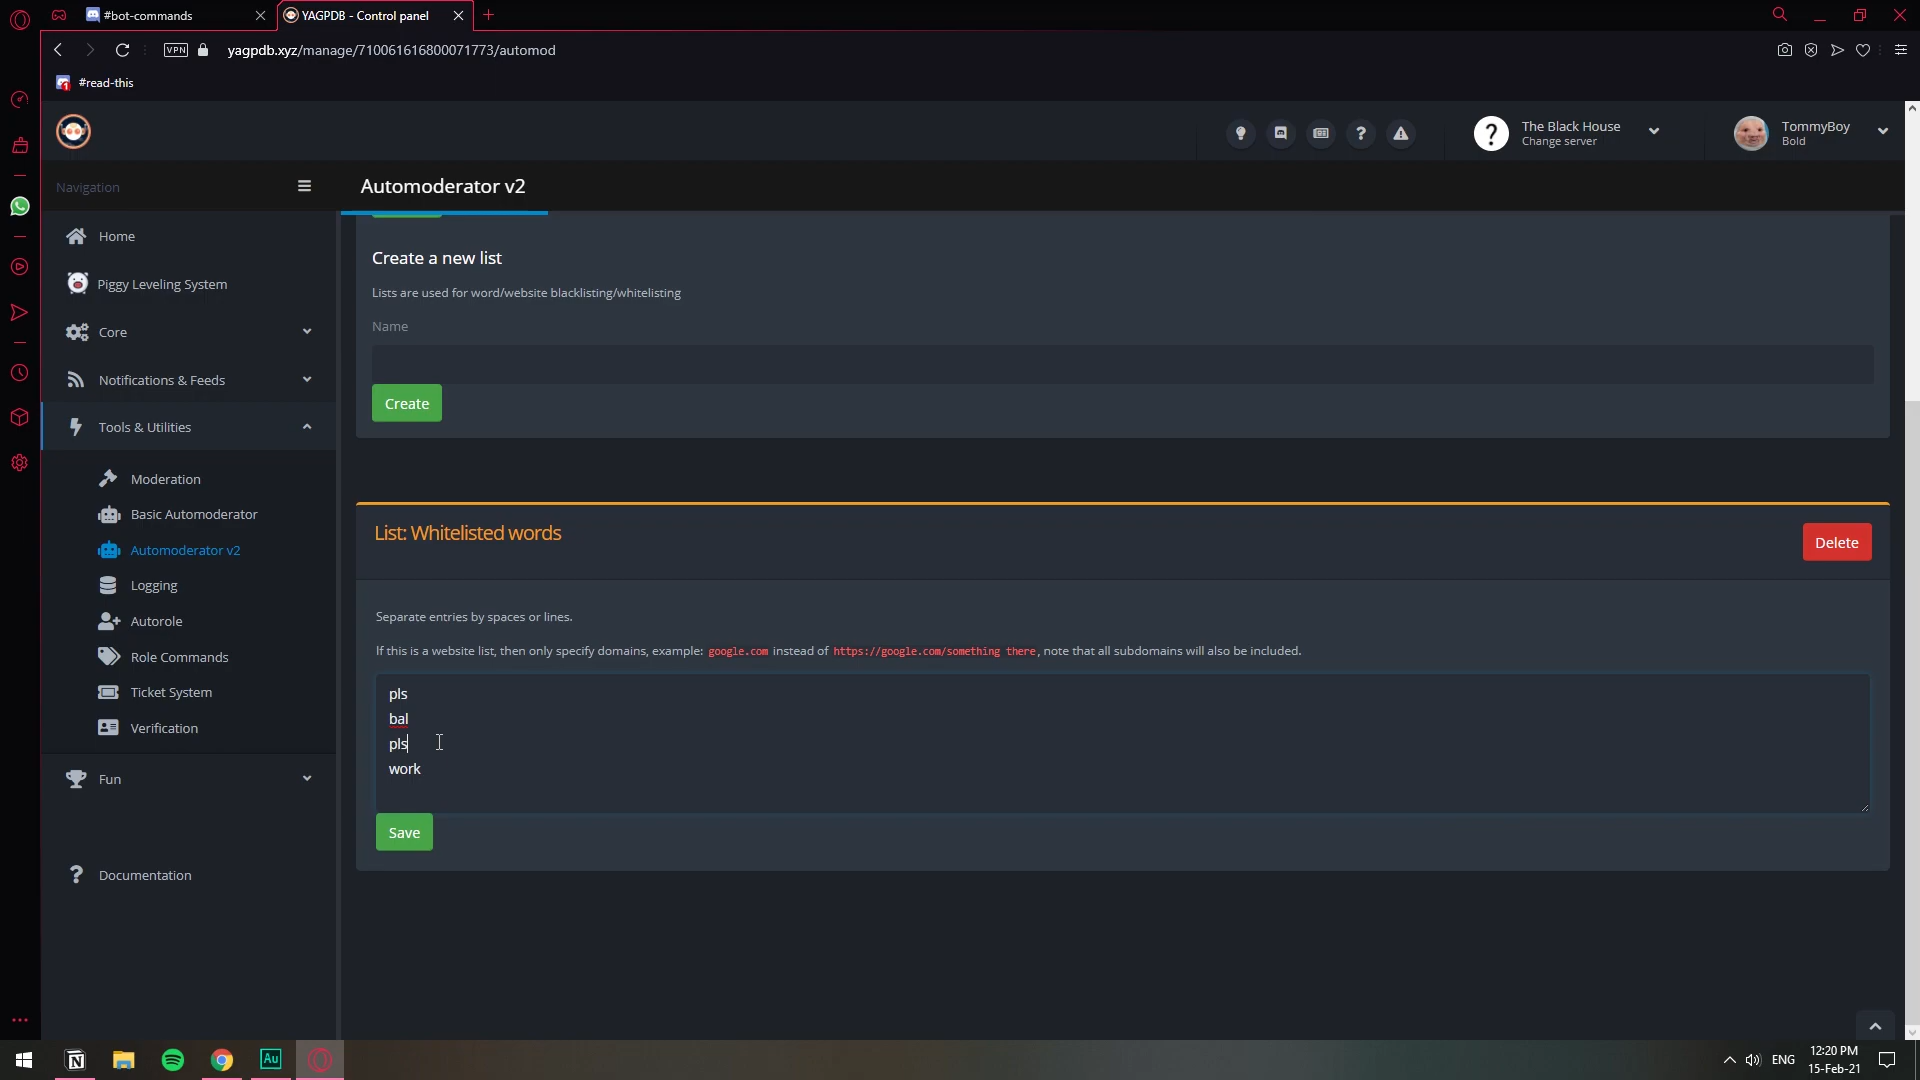 #bot-commands
YAGPDB - Control panel
VPN
yagpdb.xyz/manage/710061616800071773/automod
1
#read-this
The Black House
Change server
TommyBoy
Bold
Navigation
Automoderator v2
Home
Piggy Leveling System
Core
Notifications & Feeds
Tools & Utilities
Moderation
Basic Automoderator
Automoderator v2
Logging
Autorole
Role Commands
Ticket System
Verification
Fun
Documentation
Create a new list
Lists are used for word/website blacklisting/whitelisting
Name
Create
List: Whitelisted words
Delete
Separate entries by spaces or lines.
If this is a website list, then only specify domains, example: google.com instead of https://google.com/something there, note that all subdomains will also be included.
pls
bal
pls
work
Save
Au
ENG
12:20 PM
15-Feb-21